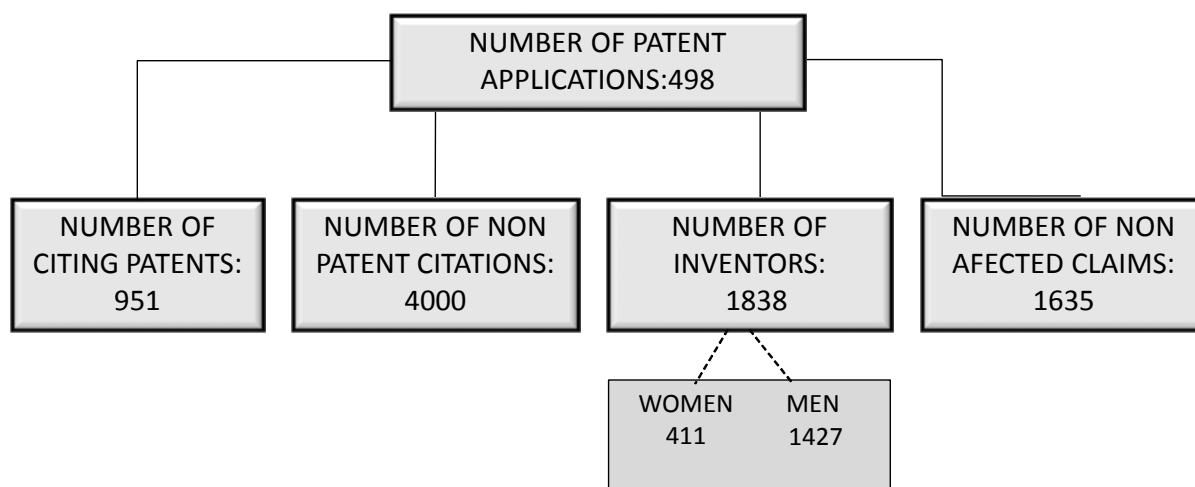 NUMBER OF PATENT
APPLICATIONS:498
NUMBER OF
CITING PATENTS:
951
NUMBER OF NON
PATENT CITATIONS:
4000
NUMBER OF
INVENTORS:
1838
NUMBER OF NON
AFECTED CLAIMS:
1635
WOMEN MEN
411 1427